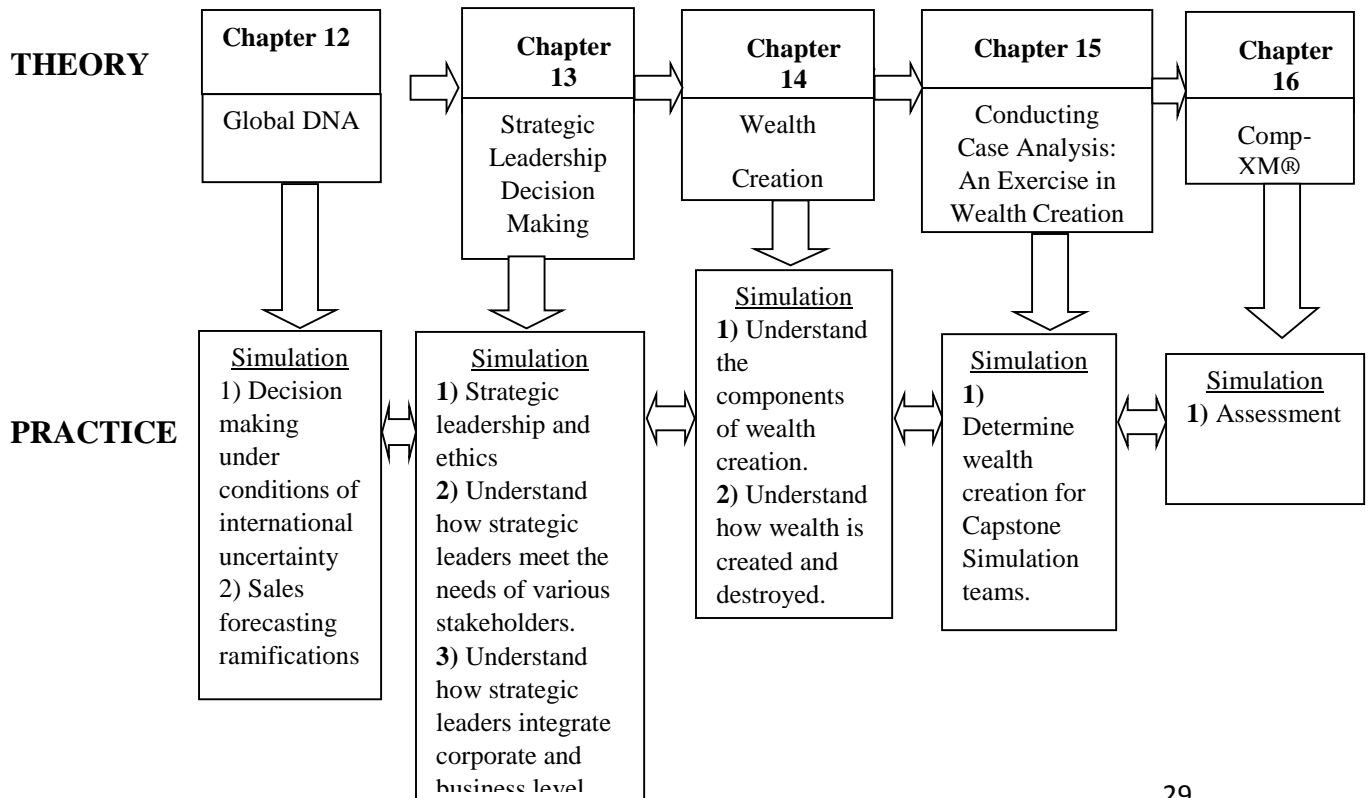 THEORY
Chapter 12
Global DNA
Chapter
13
Strategic
Leadership
Decision
Making
Chapter
14
Wealth
Creation
Chapter 15
Conducting
Case Analysis:
An Exercise in
Wealth Creation
Chapter
16
Comp-
XM®
PRACTICE
Simulation
1) Decision
making
under
conditions of
international
uncertainty
2) Sales
forecasting
ramifications
Simulation
1) Strategic
leadership and
ethics
2) Understand
how strategic
leaders meet the
needs of various
stakeholders.
3) Understand
how strategic
leaders integrate
corporate and
business level
Simulation
1) Understand
the
components
of wealth
creation.
2) Understand
how wealth is
created and
destroyed.
Simulation
1)
Determine
wealth
creation for
Capstone
Simulation
teams.
Simulation
1) Assessment
29